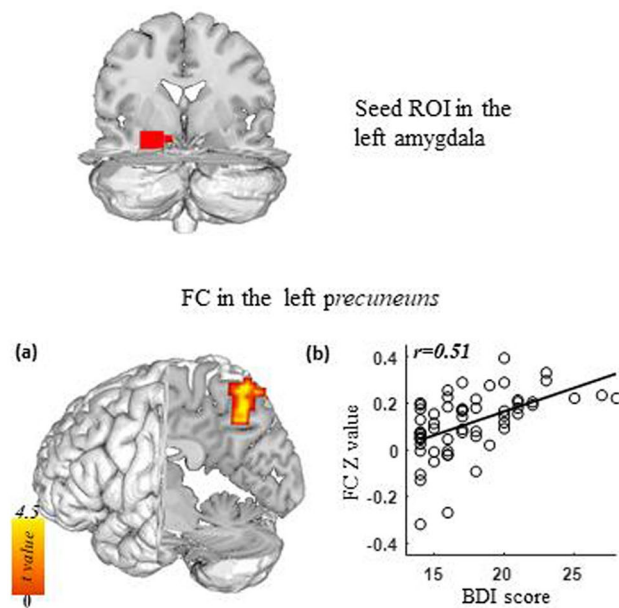 Seed ROI in the
left amygdala
FC in the left precuneuns
(a)
4.5
t value
0
(b)
r=0.51
FC Z value
0.4
0.2
0
-0.2
-0.4
15
20
25
BDI score